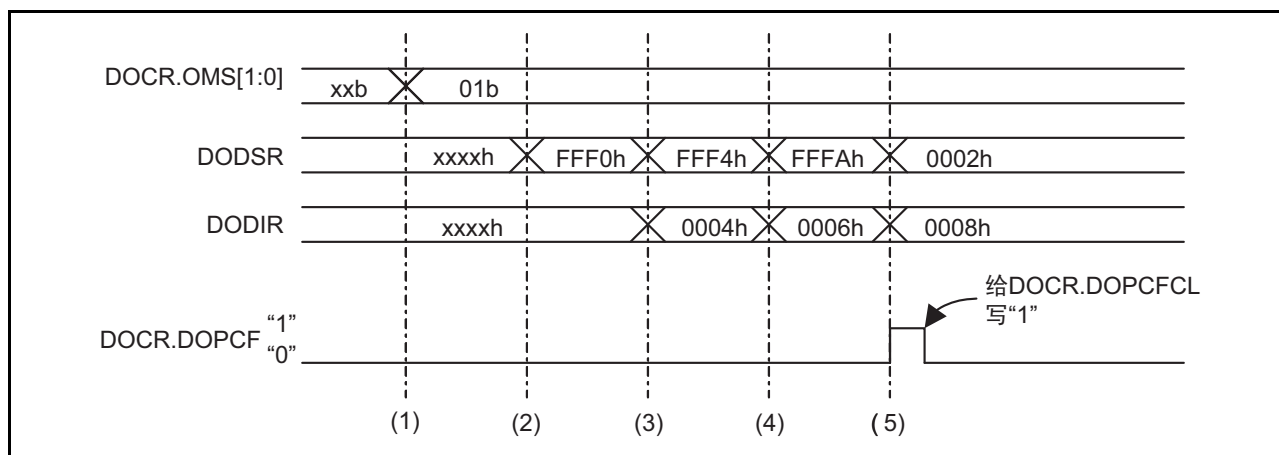 DOCR.OMS[1:0] xxb 01b
DODSR xxxxh FFF0h FFF4h FFFAh 0002h
DODIR xxxxh 0004h 0006h 0008h
给DOCR.DOPCFCL
写“1”
DOCR.DOPCF “1”
“0”
(1) (2) (3) (4) ( 5)